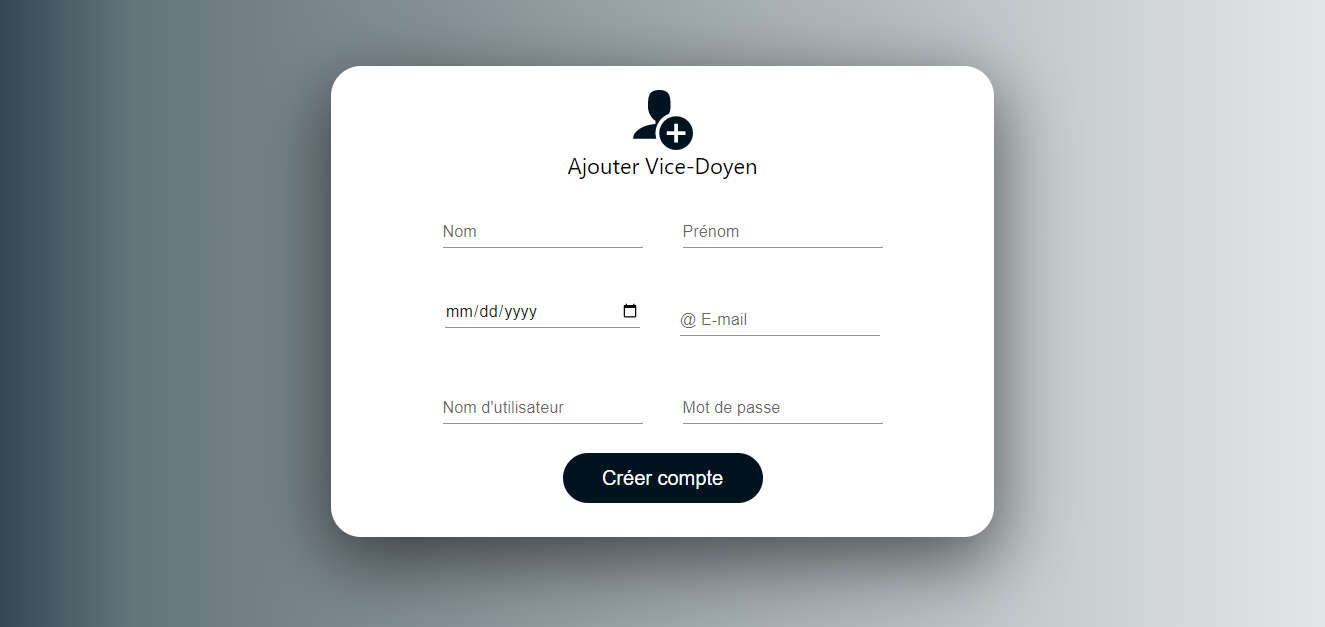 Ajouter Vice-Doyen
Nom
Prénom
mm/dd/yyyy
@ E-mail
Nom d'utilisateur
Mot de passe
Créer compte